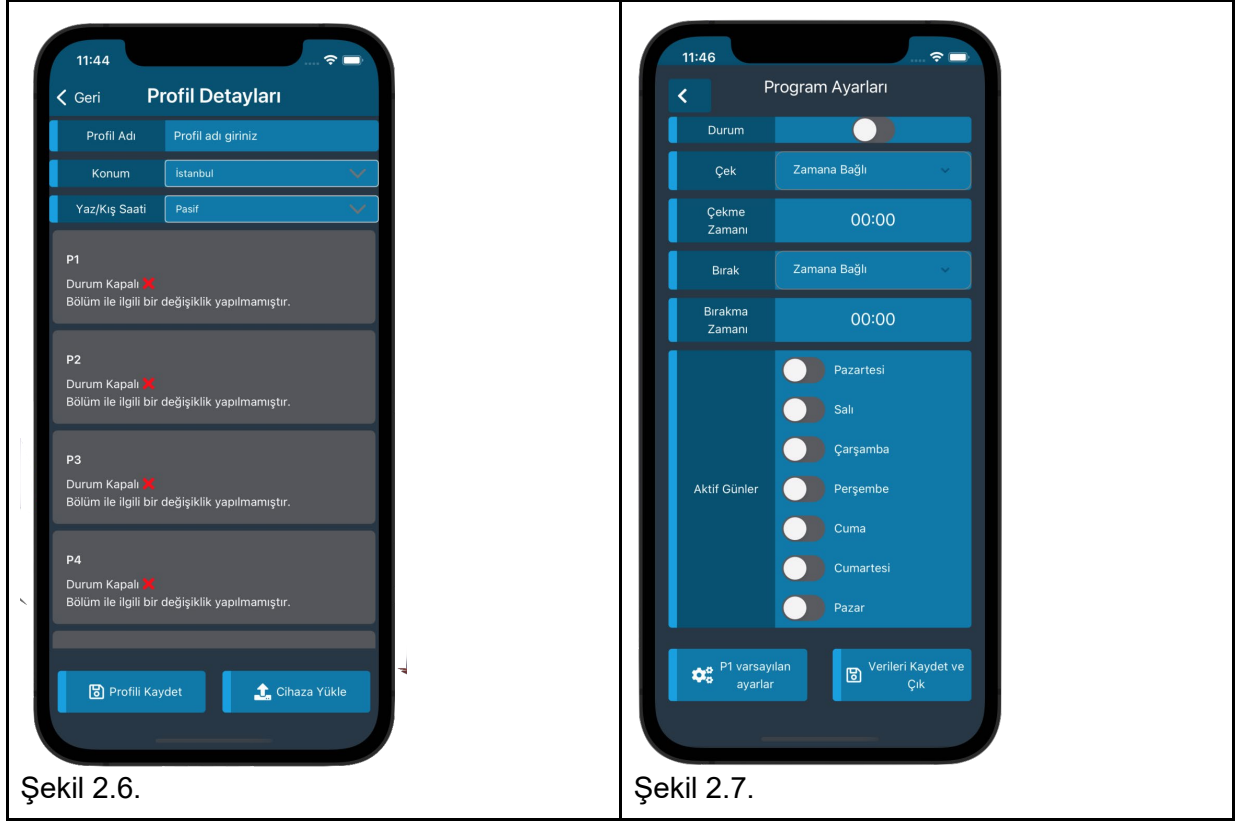 11:44
Geri
Profil Detayları
Profil Adı
Profil adı giriniz
Konum
İstanbul
Yaz/Kış Saati
Pasif
P1
Durum Kapalı
Bölüm ile ilgili bir değişiklik yapılmamıştır.
P2
Durum Kapalı
Bölüm ile ilgili bir değişiklik yapılmamıştır.
P3
Durum Kapalı
Bölüm ile ilgili bir değişiklik yapılmamıştır.
P4
Durum Kapalı
Bölüm ile ilgili bir değişiklik yapılmamıştır.
Profili Kaydet
Cihaza Yükle
Şekil 2.6.
11:46
Program Ayarları
Durum
Çek
Zamana Bağlı
Çekme
Zamanı
00:00
Bırak
Zamana Bağlı
Bırakma
Zamanı
00:00
Aktif Günler
Pazartesi
Salı
Çarşamba
Perşembe
Cuma
Cumartesi
Pazar
P1 varsayılan
ayarlar
Verileri Kaydet ve
Çık
Şekil 2.7.